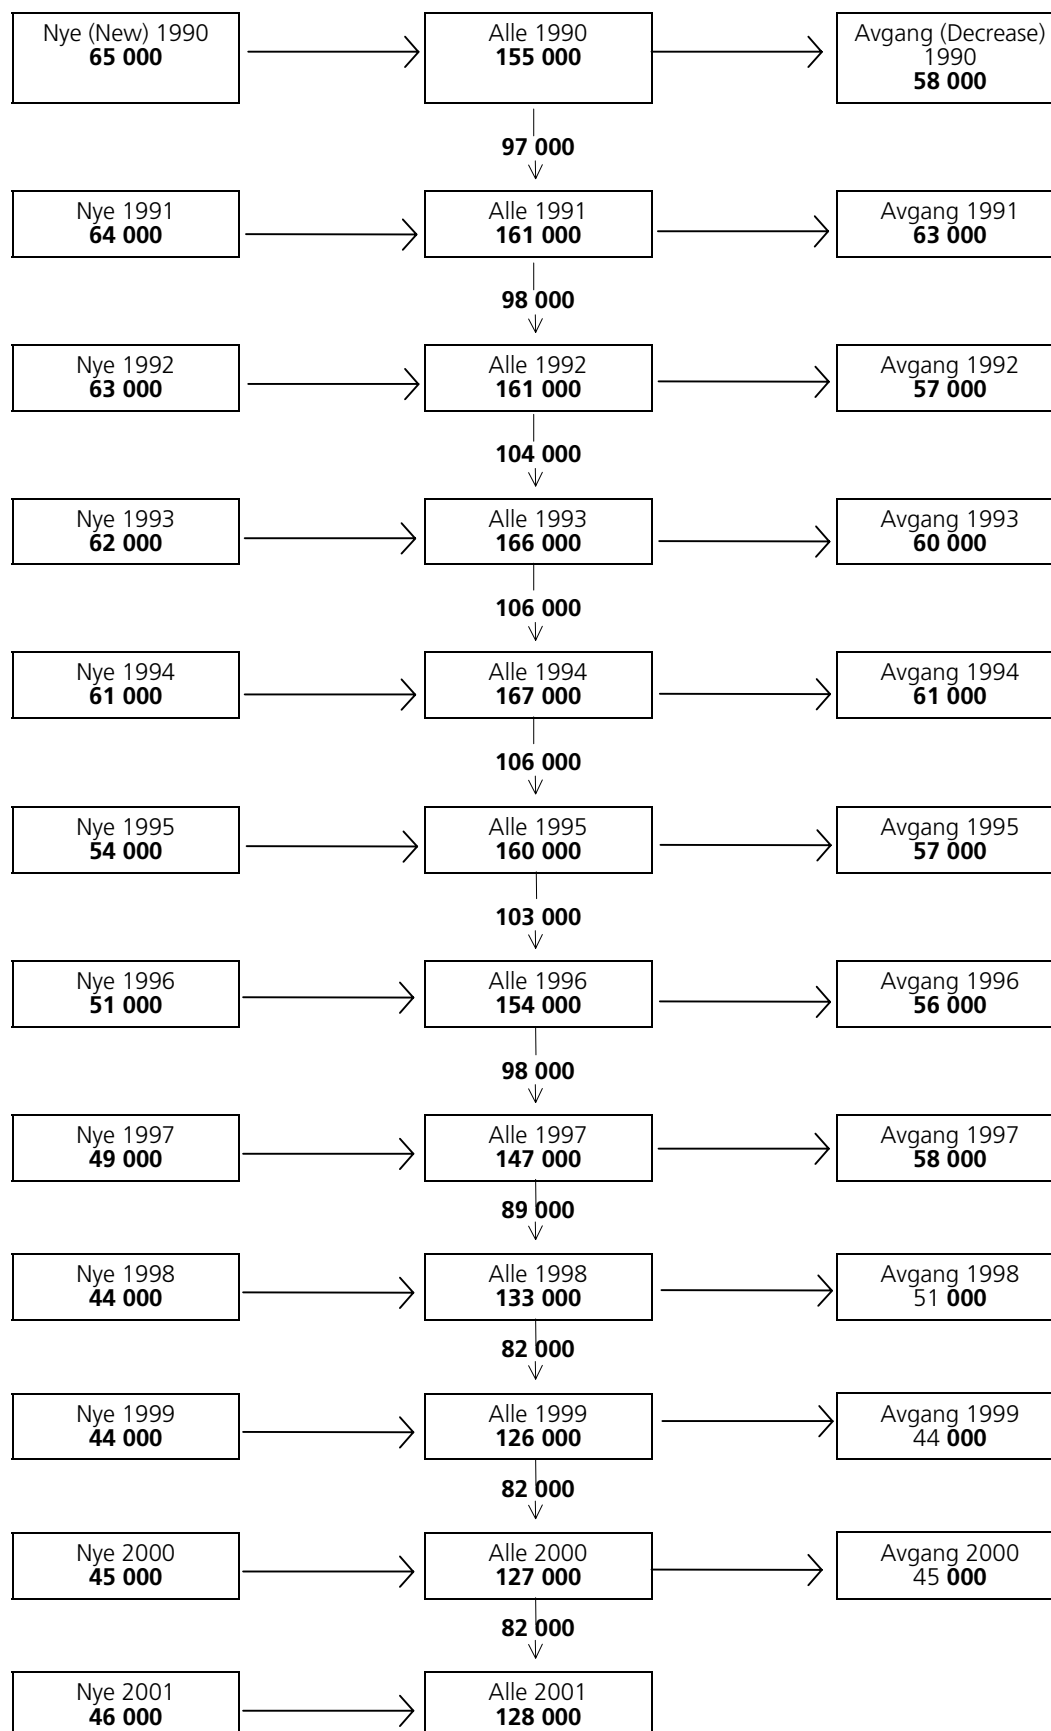 Nye (New) 1990
65 000
Alle 1990
155 000
Avgang (Decrease)
1990
58 000
97 000
Nye 1991
64 000
Alle 1991
161 000
Avgang 1991
63 000
98 000
Nye 1992
63 000
Alle 1992
161 000
Avgang 1992
57 000
104 000
Nye 1993
62 000
Alle 1993
166 000
Avgang 1993
60 000
106 000
Nye 1994
61 000
Alle 1994
167 000
Avgang 1994
61 000
106 000
Nye 1995
54 000
Alle 1995
160 000
Avgang 1995
57 000
103 000
Nye 1996
51 000
Alle 1996
154 000
Avgang 1996
56 000
98 000
Nye 1997
49 000
Alle 1997
147 000
Avgang 1997
58 000
89 000
Nye 1998
44 000
Alle 1998
133 000
Avgang 1998
51 000
82 000
Nye 1999
44 000
Alle 1999
126 000
Avgang 1999
44 000
82 000
Nye 2000
45 000
Alle 2000
127 000
Avgang 2000
45 000
82 000
Nye 2001
46 000
Alle 2001
128 000